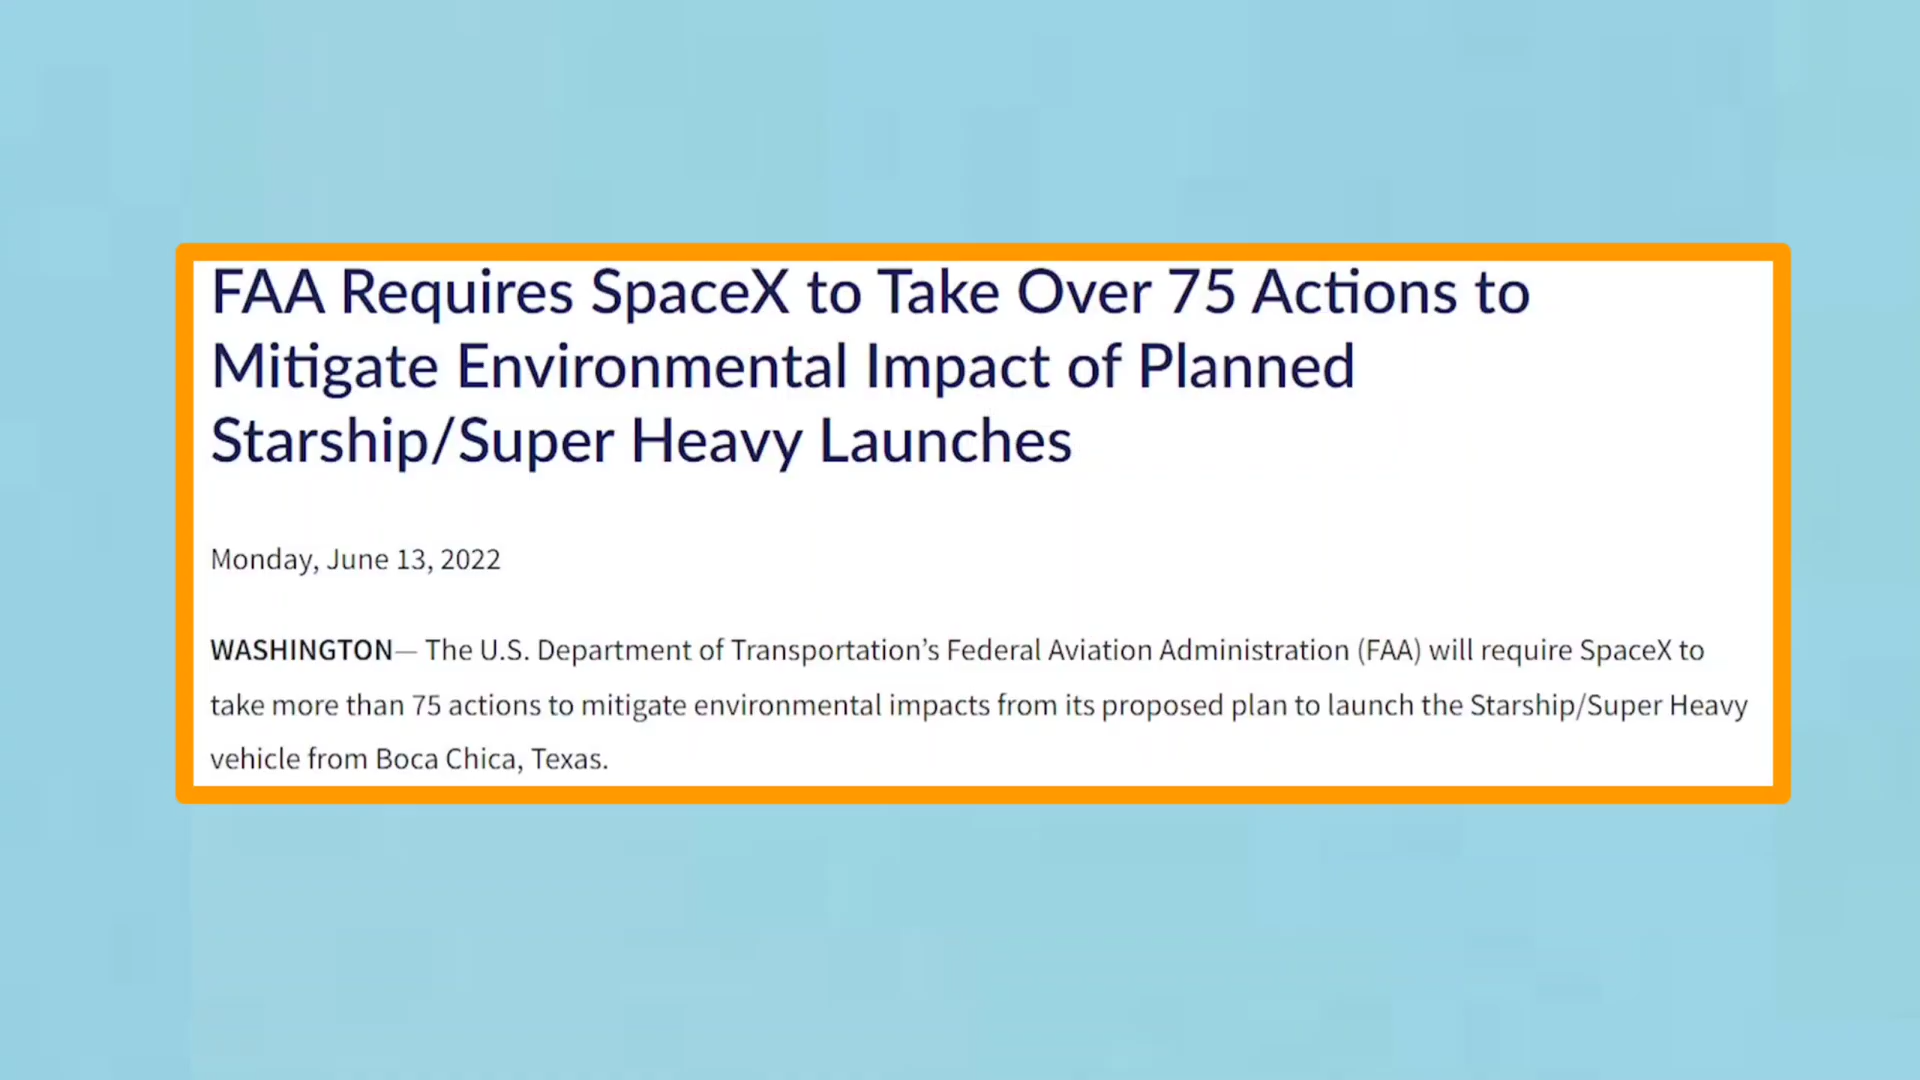 FAA Requires SpaceX to Take Over 75 Actions to
Mitigate Environmental Impact of Planned
Starship/Super Heavy Launches
Monday, June 13, 2022
WASHINGTON— The U.S. Department of Transportation’s Federal Aviation Administration (FAA) will require SpaceX to
take more than 75 actions to mitigate environmental impacts from its proposed plan to launch the Starship/Super Heavy
vehicle from Boca Chica, Texas.